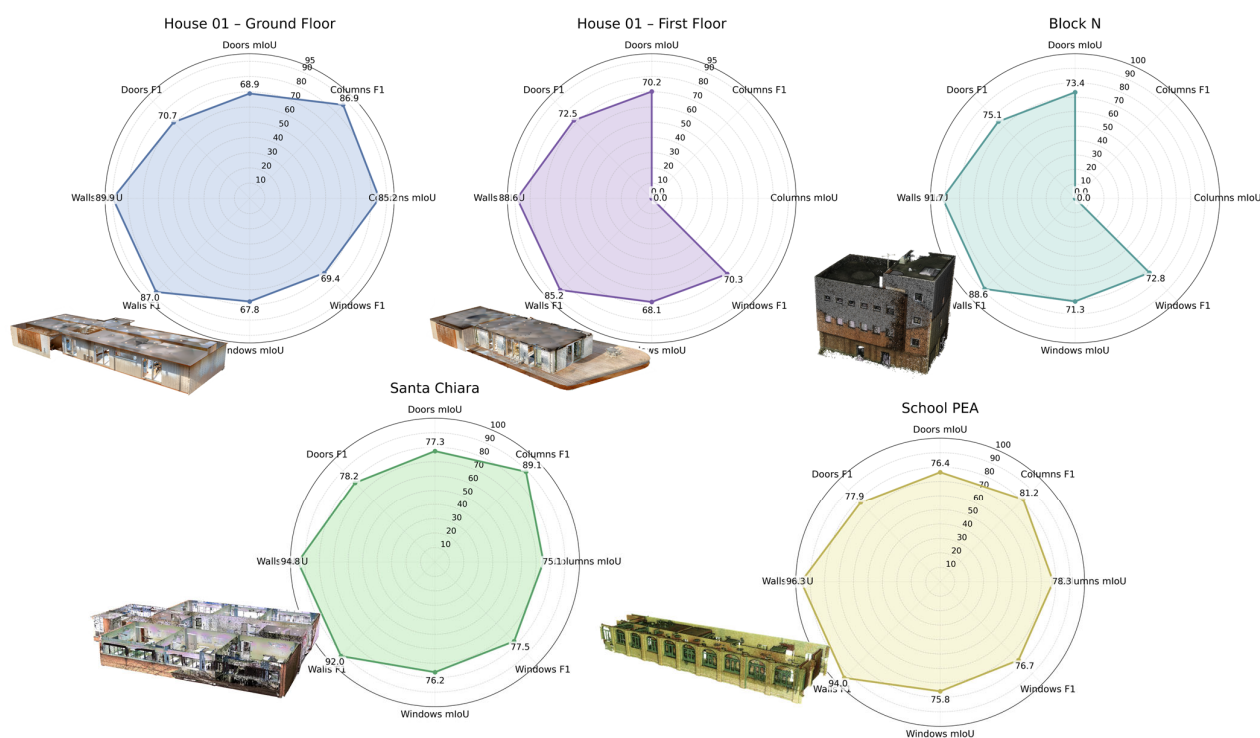 House 01 – Ground Floor
Doors mIoU
95
90
80
70
60
50
40
30
20
10
Doors F1
Columns F1
68.9
86.9
70.7
89.9
85.2
87.0
Walls F1
67.8
69.4
Windows F1
House 01 – First Floor
Doors mIoU
95
90
80
70
60
50
40
30
20
10
Doors F1
Columns F1
70.2
72.5
88.6
0.0
0.0
Columns mIoU
85.2
Walls F1
68.1
70.3
Windows F1
Block N
Doors mIoU
100
90
80
70
60
50
40
30
20
10
Doors F1
Columns F1
73.4
75.1
Walls 91.7
0.0
0.0
88.6
71.3
72.8
Windows F1
Windows mIoU
Santa Chiara
Doors mIoU
100
90
80
70
60
50
40
30
20
10
Doors F1
Columns F1
77.3
89.1
78.2
94.8
75.1
92.0
Walls F1
76.2
77.5
Windows F1
Windows mIoU
School PEA
Doors mIoU
100
90
80
70
60
50
40
30
20
10
Doors F1
Columns F1
76.4
81.2
77.9
96.3
78.3
94.0
Walls F1
75.8
76.7
Windows F1
Windows mIoU